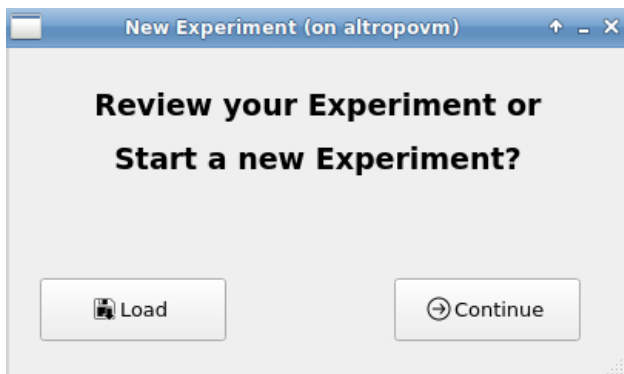 New Experiment (on altropovm)
Review your Experiment or
Start a new Experiment?
Load
Continue